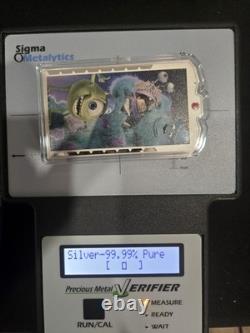 Sigma
Metalytics
Silver-99.99% Pure
[ ▯ ]
Precious Metal VERIFIER
RUN/CAL
MEASURE
READY
WAIT